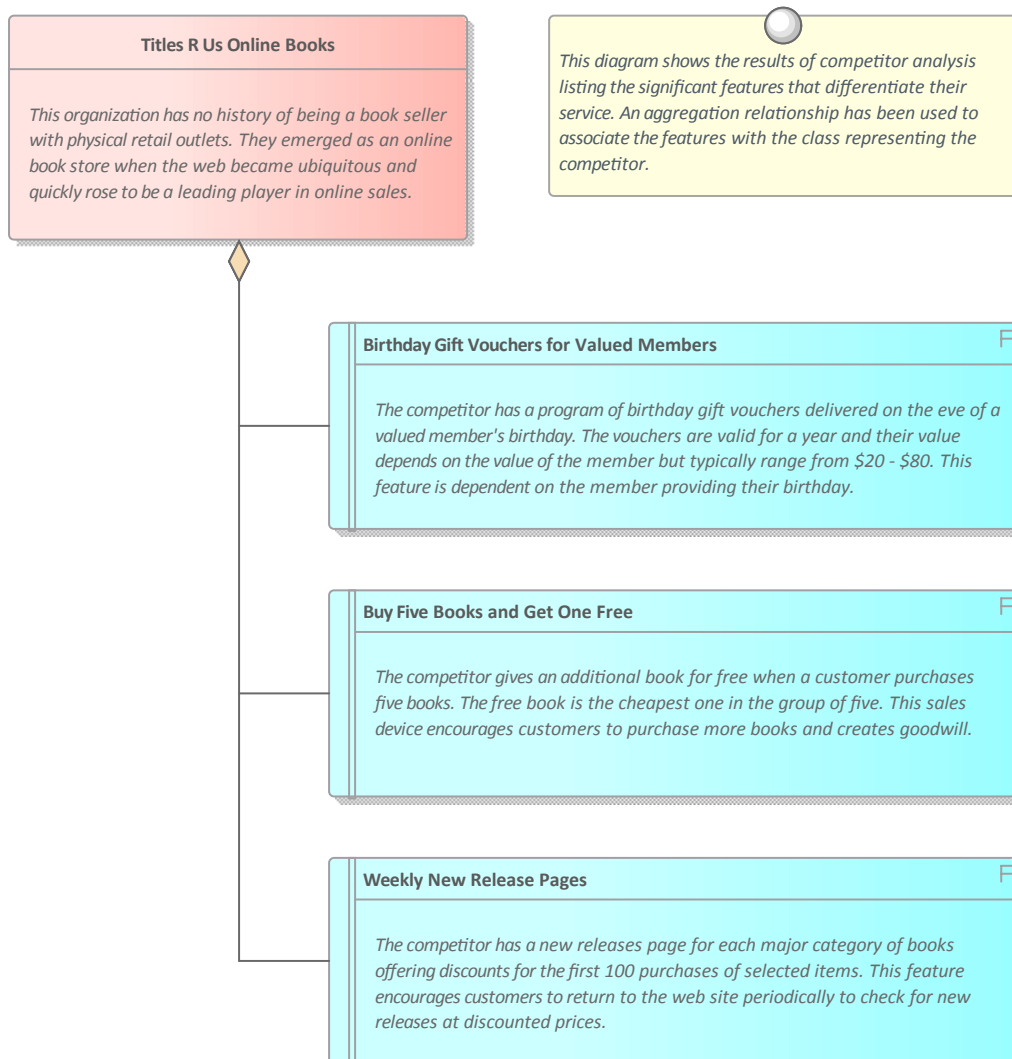 Titles R Us Online Books
This organization has no history of being a book seller
with physical retail outlets. They emerged as an online
book store when the web became ubiquitous and
quickly rose to be a leading player in online sales.
This diagram shows the results of competitor analysis
listing the significant features that differentiate their
service. An aggregation relationship has been used to
associate the features with the class representing the
competitor.
Birthday Gift Vouchers for Valued Members
The competitor has a program of birthday gift vouchers delivered on the eve of a
valued member's birthday. The vouchers are valid for a year and their value
depends on the value of the member but typically range from $20 - $80. This
feature is dependent on the member providing their birthday.
Buy Five Books and Get One Free
The competitor gives an additional book for free when a customer purchases
five books. The free book is the cheapest one in the group of five. This sales
device encourages customers to purchase more books and creates goodwill.
Weekly New Release Pages
The competitor has a new releases page for each major category of books
offering discounts for the first 100 purchases of selected items. This feature
encourages customers to return to the web site periodically to check for new
releases at discounted prices.